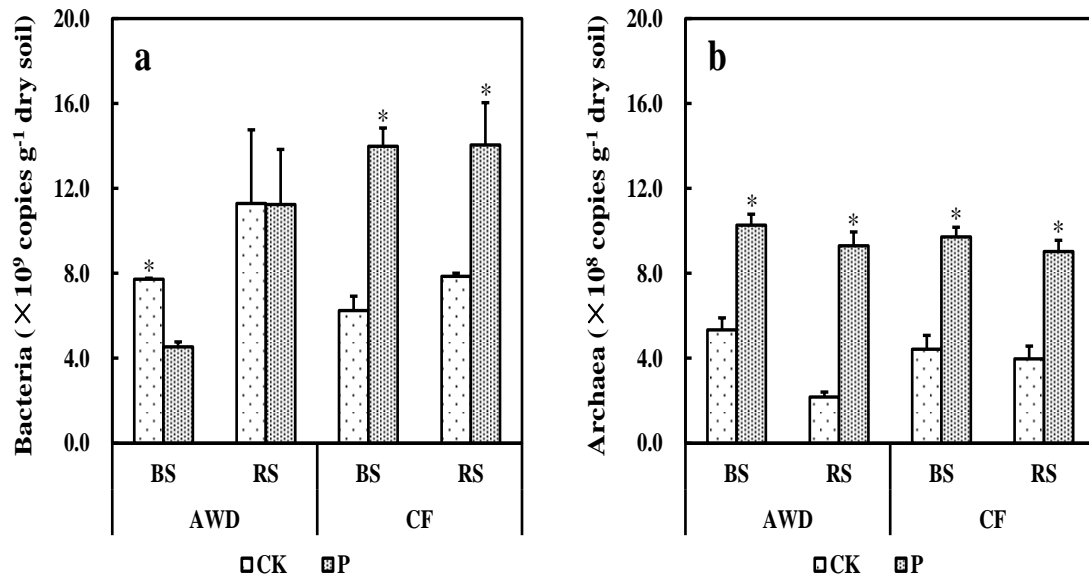 a
Bacteria (×10⁹ copies g⁻¹ dry soil)
20.0
16.0
12.0
8.0
4.0
0.0
*
*
*
BS RS BS RS
AWD CF
CK P
b
Archaea (×10⁸ copies g⁻¹ dry soil)
20.0
16.0
12.0
8.0
4.0
0.0
*
*
*
*
BS RS BS RS
AWD CF
CK P